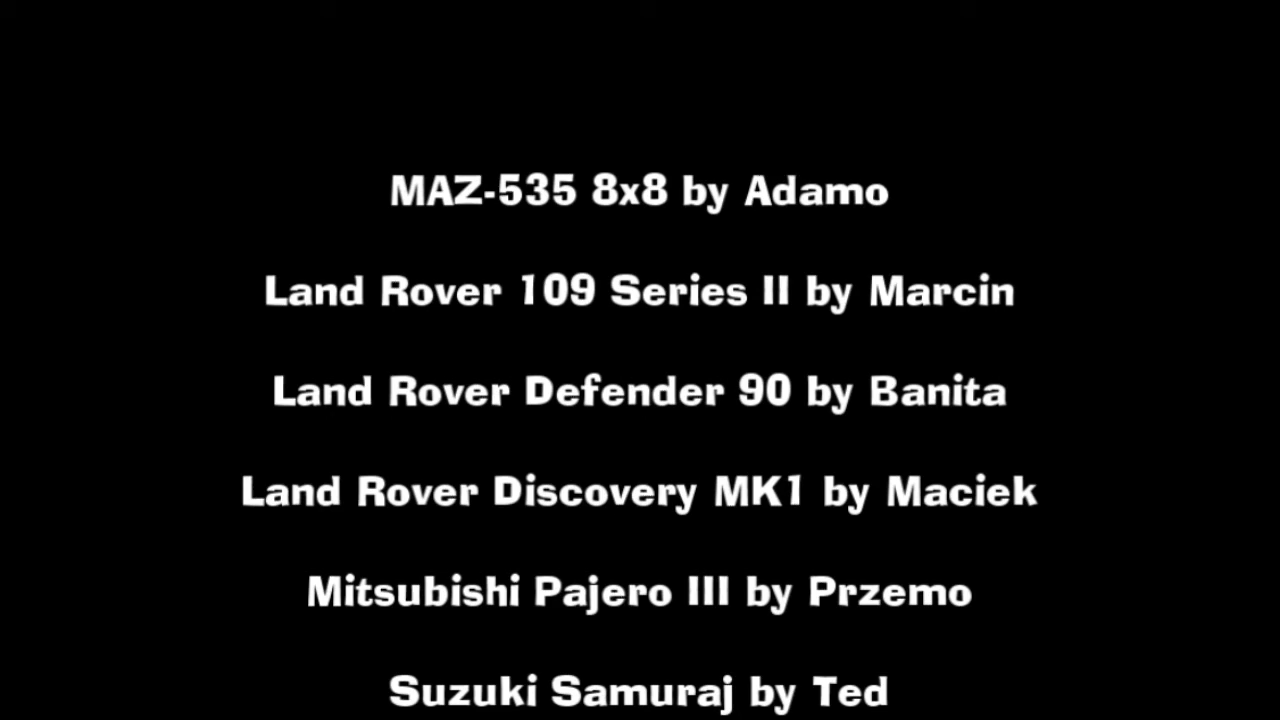 MAZ-535 8x8 by Adamo
Land Rover 109 Series II by Marcin
Land Rover Defender 90 by Banita
Land Rover Discovery MK1 by Maciek
Mitsubishi Pajero III by Przemo
Suzuki Samuraj by Ted